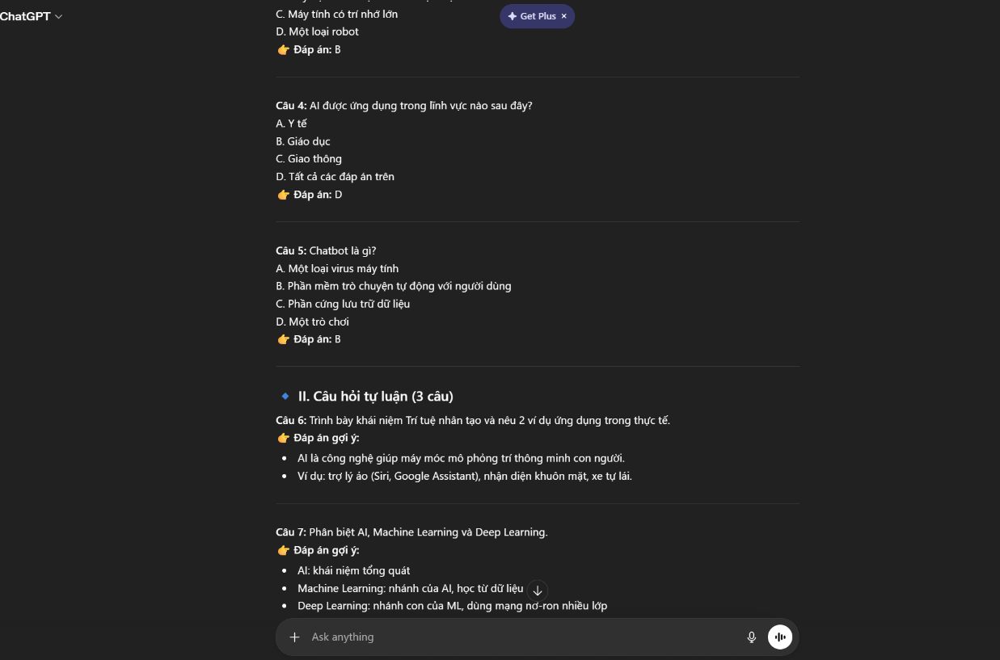 ChatGPT
Get Plus ×
C. Máy tính có trí nhớ lớn
D. Một loại robot
👉 Đáp án: B
Câu 4: AI được ứng dụng trong lĩnh vực nào sau đây?
A. Y tế
B. Giáo dục
C. Giao thông
D. Tất cả các đáp án trên
👉 Đáp án: D
Câu 5: Chatbot là gì?
A. Một loại virus máy tính
B. Phần mềm trò chuyện tự động với người dùng
C. Phần cứng lưu trữ dữ liệu
D. Một trò chơi
👉 Đáp án: B
🔹 II. Câu hỏi tự luận (3 câu)
Câu 6: Trình bày khái niệm Trí tuệ nhân tạo và nêu 2 ví dụ ứng dụng trong thực tế.
👉 Đáp án gợi ý:
• AI là công nghệ giúp máy móc mô phỏng trí thông minh con người.
• Ví dụ: trợ lý ảo (Siri, Google Assistant), nhận diện khuôn mặt, xe tự lái.
Câu 7: Phân biệt AI, Machine Learning và Deep Learning.
👉 Đáp án gợi ý:
• AI: khái niệm tổng quát
• Machine Learning: nhánh của AI, học từ dữ liệu
• Deep Learning: nhánh con của ML, dùng mạng nơ-ron nhiều lớp
Ask anything